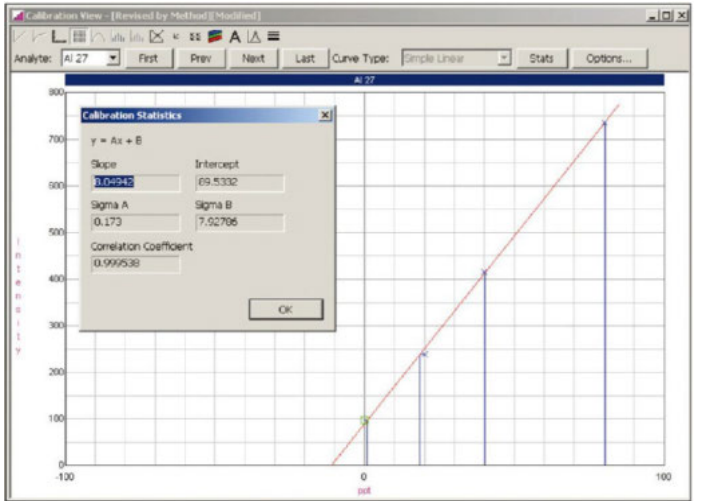 Calibration View - [Revised by Method][Modified]
A
Analyte: Al 27 First Prev Next Last Curve Type: Simple Linear Stats Options...
Al 27
800
Calibration Statistics
y = Ax + B
700
Slope Intercept
8.04942 89.5332
600
Sigma A Sigma B
0.173 7.92786
500
Correlation Coefficient
0.999538
400
OK
300
200
100
0
Intensity
-100 0 100
ppt